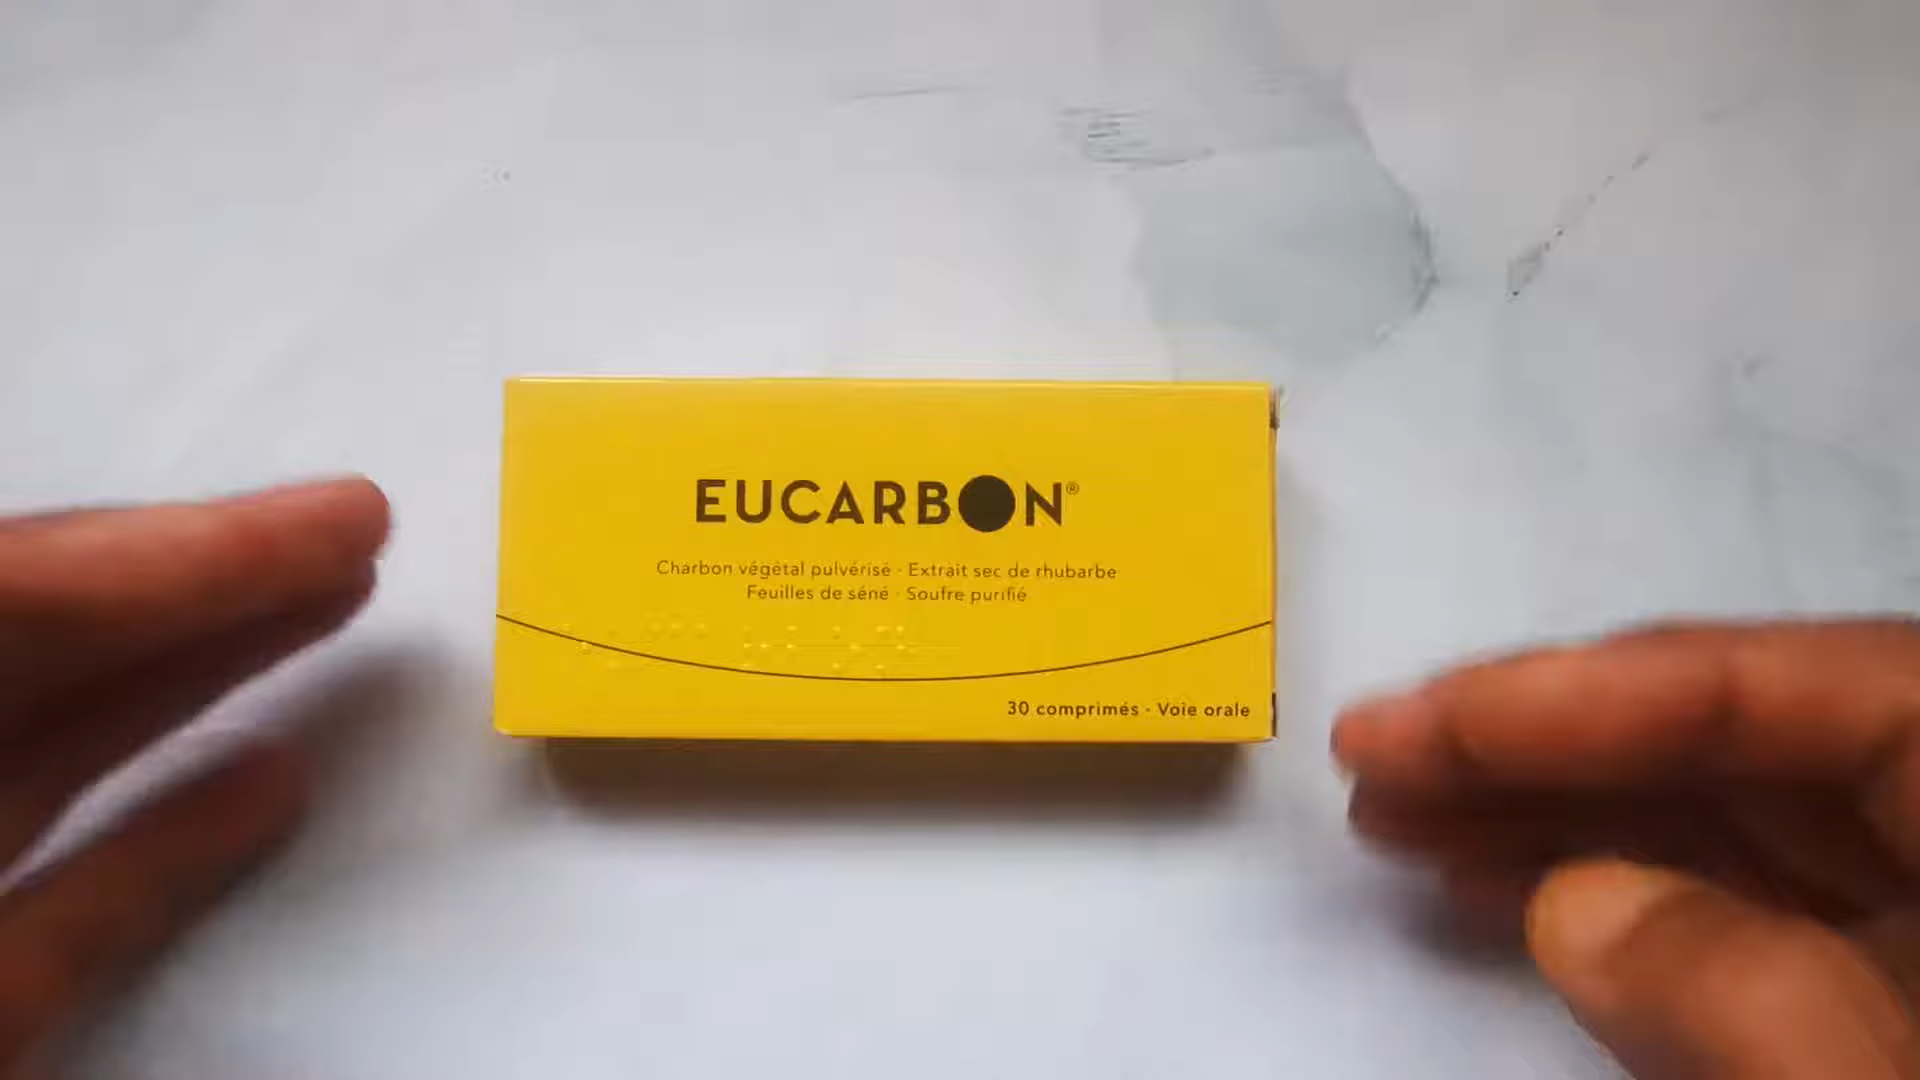 EUCARBON®
Charbon végétal pulvérisé · Extrait sec de rhubarbe
Feuilles de séné · Soufre purifié
30 comprimés - Voie orale